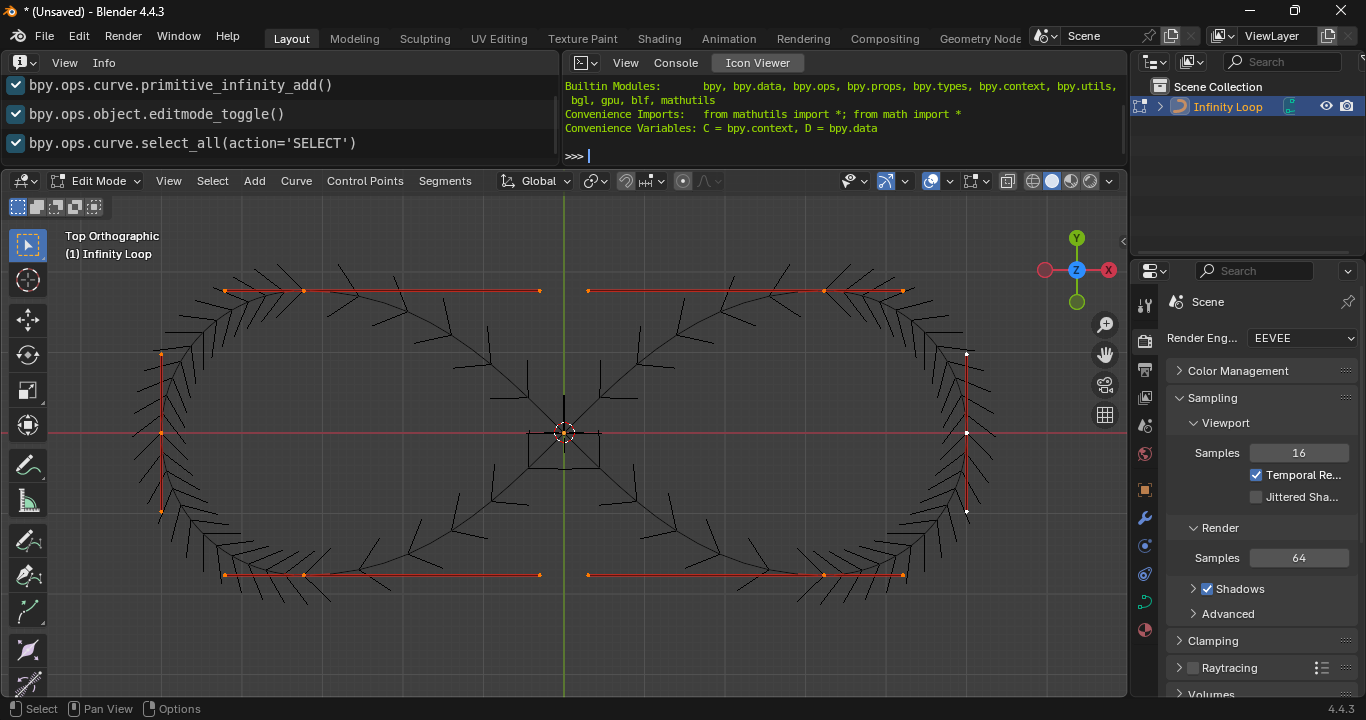 * (Unsaved) - Blender 4.4.3
File Edit Render Window Help
Layout Modeling Sculpting UV Editing Texture Paint Shading Animation Rendering Compositing Geometry Node
Scene
ViewLayer
View Info
bpy.ops.curve.primitive_infinity_add()
bpy.ops.object.editmode_toggle()
bpy.ops.curve.select_all(action='SELECT')
View Console Icon Viewer
Builtin Modules: bpy, bpy.data, bpy.ops, bpy.props, bpy.types, bpy.context, bpy.utils,
bgl, gpu, blf, mathutils
Convenience Imports: from mathutils import *; from math import *
Convenience Variables: C = bpy.context, D = bpy.data
>>>
Search
Scene Collection
Infinity Loop
Edit Mode View Select Add Curve Control Points Segments Global
Top Orthographic
(1) Infinity Loop
Y
Z
X
Search
Scene
Render Eng... EEVEE
Color Management
Sampling
Viewport
Samples 16
Temporal Re...
Jittered Sha...
Render
Samples 64
Shadows
Advanced
Clamping
Raytracing
Volumes
Select Pan View Options
4.4.3